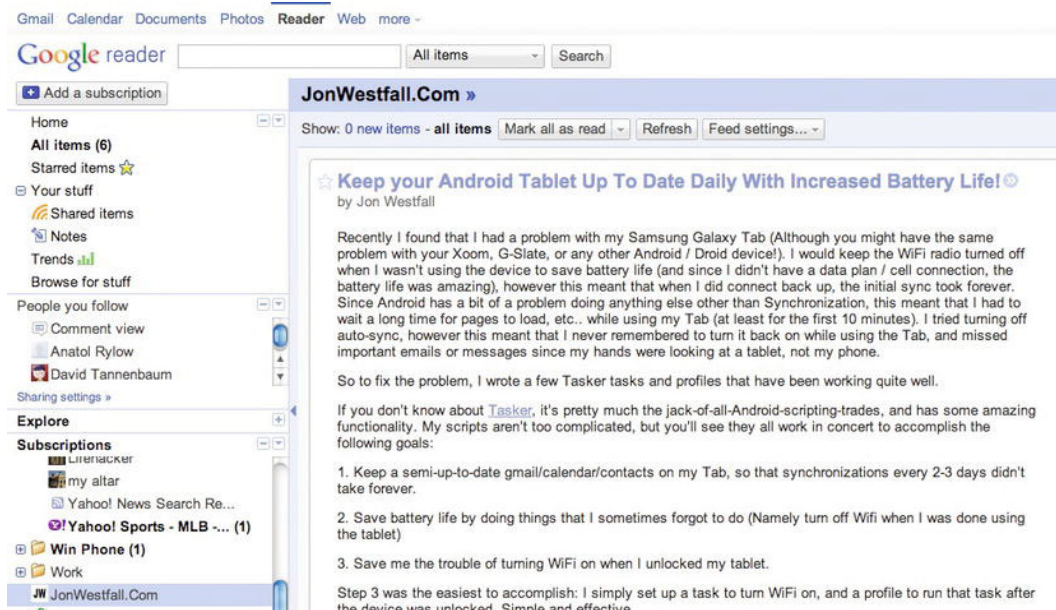 Gmail Calendar Documents Photos Reader Web more
Google reader All items Search
Add a subscription
Home
All items (6)
Starred items
Your stuff
Shared items
Notes
Trends
Browse for stuff
People you follow
Comment view
Anatol Rylow
David Tannenbaum
Sharing settings »
Explore
Subscriptions
Lifehacker
my altar
Yahoo! News Search Re...
Yahoo! Sports - MLB -... (1)
Win Phone (1)
Work
JW JonWestfall.Com
JonWestfall.Com »
Show: 0 new items - all items Mark all as read Refresh Feed settings...
Keep your Android Tablet Up To Date Daily With Increased Battery Life!
by Jon Westfall
Recently I found that I had a problem with my Samsung Galaxy Tab (Although you might have the same
problem with your Xoom, G-Slate, or any other Android / Droid device!). I would keep the WiFi radio turned off
when I wasn't using the device to save battery life (and since I didn't have a data plan / cell connection, the
battery life was amazing), however this meant that when I did connect back up, the initial sync took forever.
Since Android has a bit of a problem doing anything else other than Synchronization, this meant that I had to
wait a long time for pages to load, etc.. while using my Tab (at least for the first 10 minutes). I tried turning off
auto-sync, however this meant that I never remembered to turn it back on while using the Tab, and missed
important emails or messages since my hands were looking at a tablet, not my phone.
So to fix the problem, I wrote a few Tasker tasks and profiles that have been working quite well.
If you don't know about Tasker, it's pretty much the jack-of-all-Android-scripting-trades, and has some amazing
functionality. My scripts aren't too complicated, but you'll see they all work in concert to accomplish the
following goals:
1. Keep a semi-up-to-date gmail/calendar/contacts on my Tab, so that synchronizations every 2-3 days didn't
take forever.
2. Save battery life by doing things that I sometimes forgot to do (Namely turn off Wifi when I was done using
the tablet)
3. Save me the trouble of turning WiFi on when I unlocked my tablet.
Step 3 was the easiest to accomplish: I simply set up a task to turn WiFi on, and a profile to run that task after
the device was unlocked. Simple and effective.